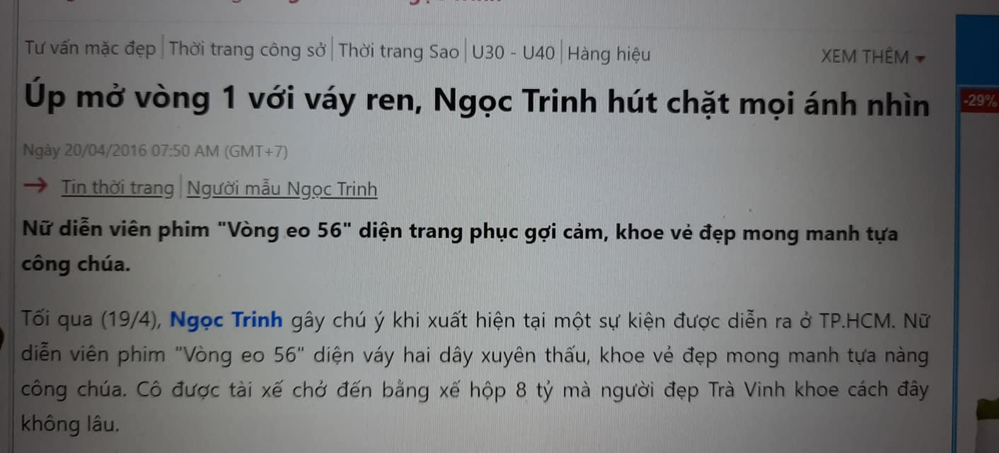 Tư vấn mặc đẹp | Thời trang công sở | Thời trang Sao | U30 - U40 | Hàng hiệu XEM THÊM
Úp mở vòng 1 với váy ren, Ngọc Trinh hút chặt mọi ánh nhìn
-29%
Ngày 20/04/2016 07:50 AM (GMT+7)
Tin thời trang | Người mẫu Ngọc Trinh
Nữ diễn viên phim "Vòng eo 56" diện trang phục gợi cảm, khoe vẻ đẹp mong manh tựa
công chúa.
Tối qua (19/4), Ngọc Trinh gây chú ý khi xuất hiện tại một sự kiện được diễn ra ở TP.HCM. Nữ
diễn viên phim "Vòng eo 56" diện váy hai dây xuyên thấu, khoe vẻ đẹp mong manh tựa nàng
công chúa. Cô được tài xế chở đến bằng xế hộp 8 tỷ mà người đẹp Trà Vinh khoe cách đây
không lâu.